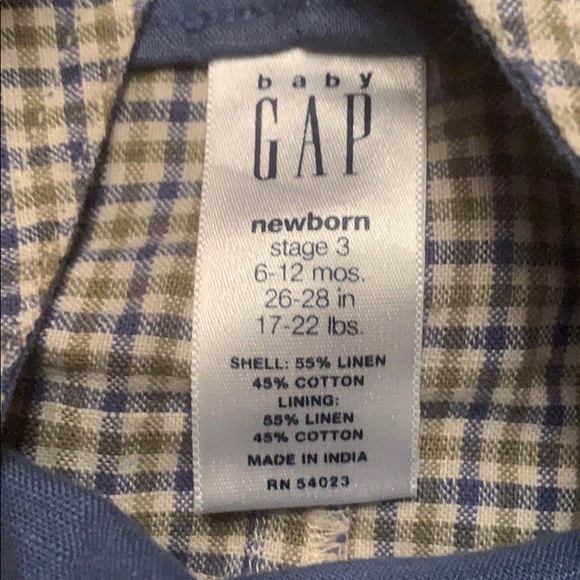 baby
GAP
newborn
stage 3
6-12 mos.
26-28 in
17-22 lbs.
SHELL: 55% LINEN
45% COTTON
LINING:
55% LINEN
45% COTTON
MADE IN INDIA
RN 54023